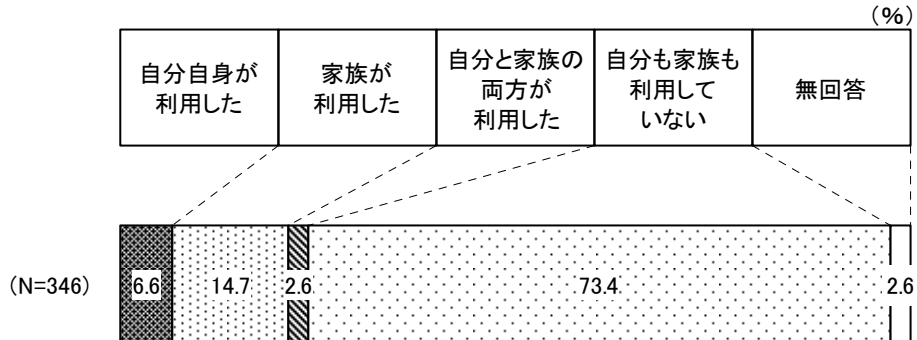 (%)
自分自身が
利用した
家族が
利用した
自分と家族の
両方が
利用した
自分も家族も
利用して
いない
無回答
(N=346)
6.6
14.7
2.6
73.4
2.6